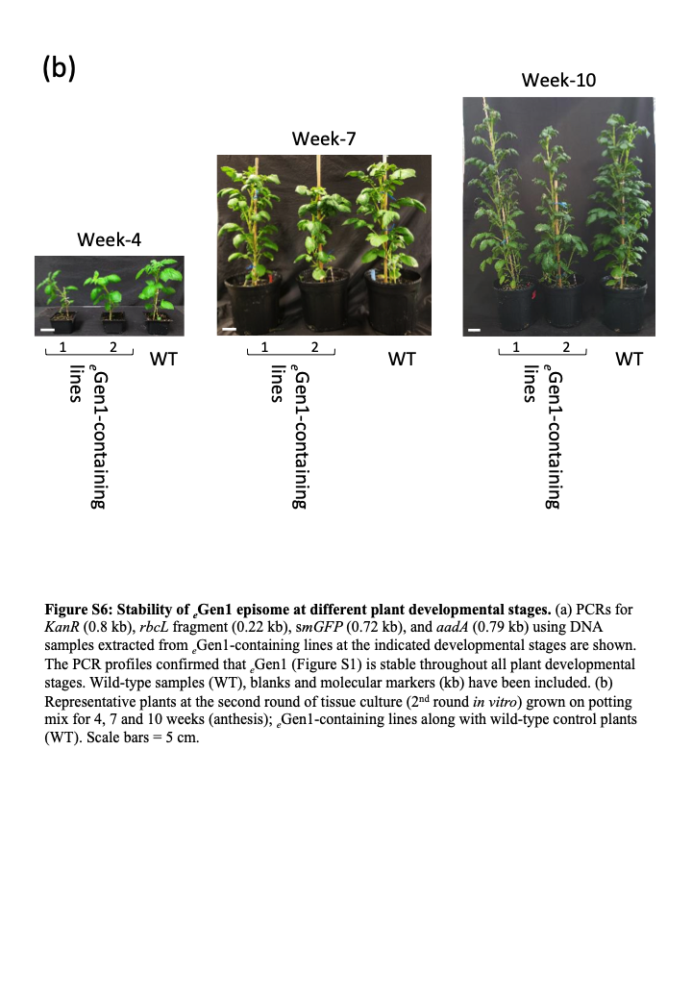 (b)
Week-10
Week-7
Week-4
1 2
WT
1 2
WT
1 2
WT
eGen1-containing
lines
eGen1-containing
lines
eGen1-containing
lines
Figure S6: Stability of eGen1 episome at different plant developmental stages. (a) PCRs for
KanR (0.8 kb), rbcL fragment (0.22 kb), smGFP (0.72 kb), and aadA (0.79 kb) using DNA
samples extracted from eGen1-containing lines at the indicated developmental stages are shown.
The PCR profiles confirmed that eGen1 (Figure S1) is stable throughout all plant developmental
stages. Wild-type samples (WT), blanks and molecular markers (kb) have been included. (b)
Representative plants at the second round of tissue culture (2nd round in vitro) grown on potting
mix for 4, 7 and 10 weeks (anthesis); eGen1-containing lines along with wild-type control plants
(WT). Scale bars = 5 cm.